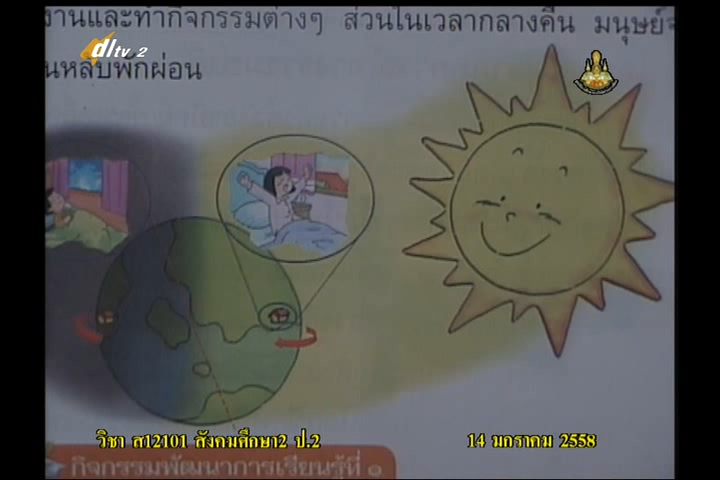 งานและทำกิจกรรมต่างๆ ส่วนในเวลากลางคืน มนุษย์จ
dltv 2
นหลับพักผ่อน
วิชา ส12101 สังคมศึกษา2 ป.2
14 มกราคม 2558
กิจกรรมพัฒนาการเรียนรู้ที่ ๑